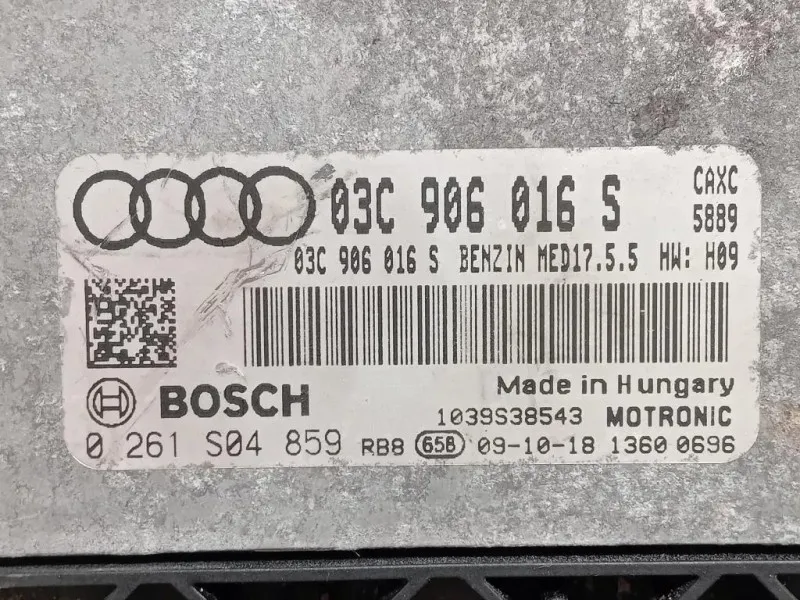 03C 906 016 S CAXC
5889
03C 906 016 S BENZIN MED17.5.5 HW: H09
BOSCH Made in Hungary
1039S38543 MOTRONIC
0 261 S04 859 RB8 658 09-10-18 1360 0696